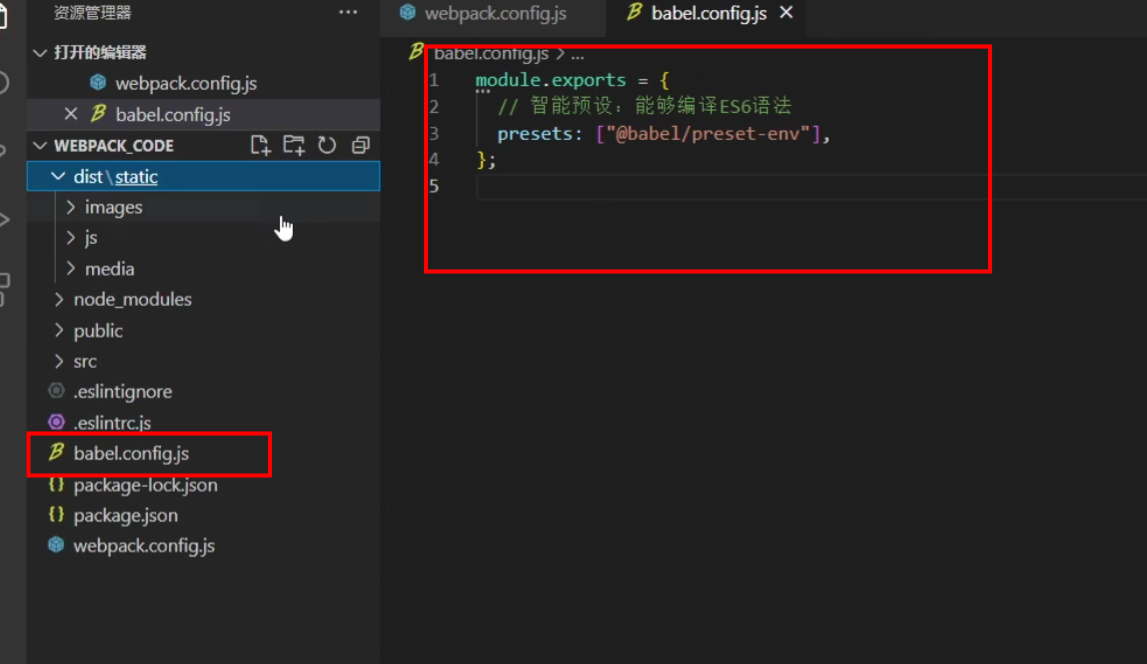 资源管理器
···
打开的编辑器
webpack.config.js
babel.config.js
WEBPACK_CODE
dist\static
images
js
media
node_modules
public
src
.eslintignore
.eslintrc.js
babel.config.js
package-lock.json
package.json
webpack.config.js
webpack.config.js
babel.config.js
babel.config.js > ...
1 module.exports = {
2 // 智能预设：能够编译ES6语法
3 presets: ["@babel/preset-env"],
4 };
5